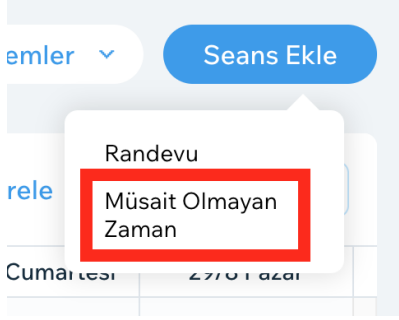 emler
Seans Ekle
Randevu
rele
Müsait Olmayan
Zaman
Cumartesi
Pazar